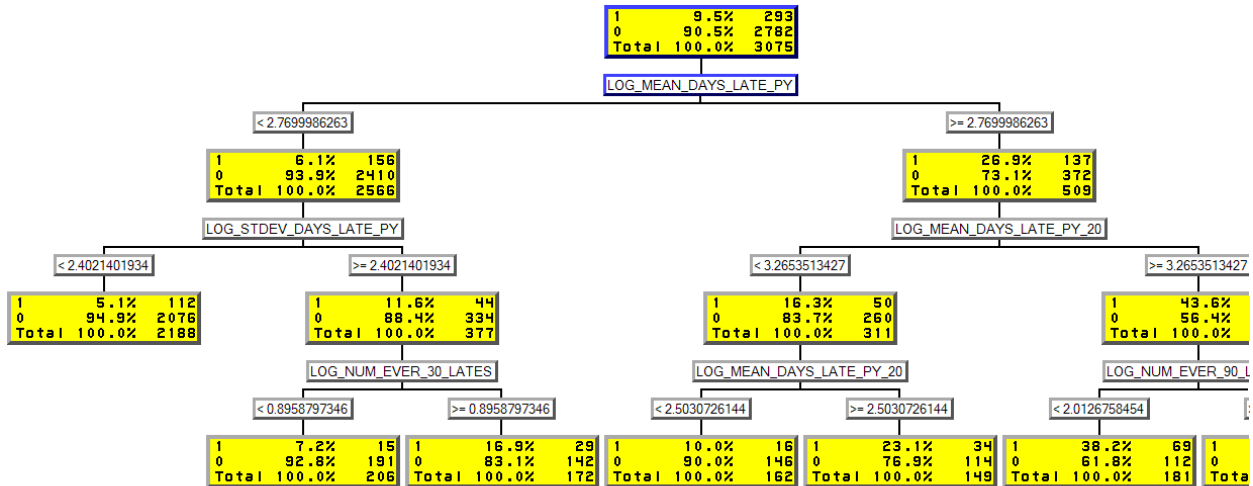 1 9.5% 293
0 90.5% 2782
Total 100.0% 3075
LOG_MEAN_DAYS_LATE_PY
< 2.7699986263
>= 2.7699986263
1 6.1% 156
0 93.9% 2410
Total 100.0% 2566
1 26.9% 137
0 73.1% 372
Total 100.0% 509
LOG_STDEV_DAYS_LATE_PY
LOG_MEAN_DAYS_LATE_PY_20
< 2.4021401934
>= 2.4021401934
< 3.2653513427
>= 3.2653513427
1 5.1% 112
0 94.9% 2076
Total 100.0% 2188
1 11.6% 44
0 88.4% 334
Total 100.0% 377
1 16.3% 50
0 83.7% 260
Total 100.0% 311
1 43.6%
0 56.4%
Total 100.0%
LOG_NUM_EVER_30_LATES
LOG_MEAN_DAYS_LATE_PY_20
LOG_NUM_EVER_90_L
< 0.8958797346
>= 0.8958797346
< 2.5030726144
>= 2.5030726144
< 2.0126758454
1 7.2% 15
0 92.8% 191
Total 100.0% 206
1 16.9% 29
0 83.1% 142
Total 100.0% 172
1 10.0% 16
0 90.0% 146
Total 100.0% 162
1 23.1% 34
0 76.9% 114
Total 100.0% 149
1 38.2% 69
0 61.8% 112
Total 100.0% 181
1
0